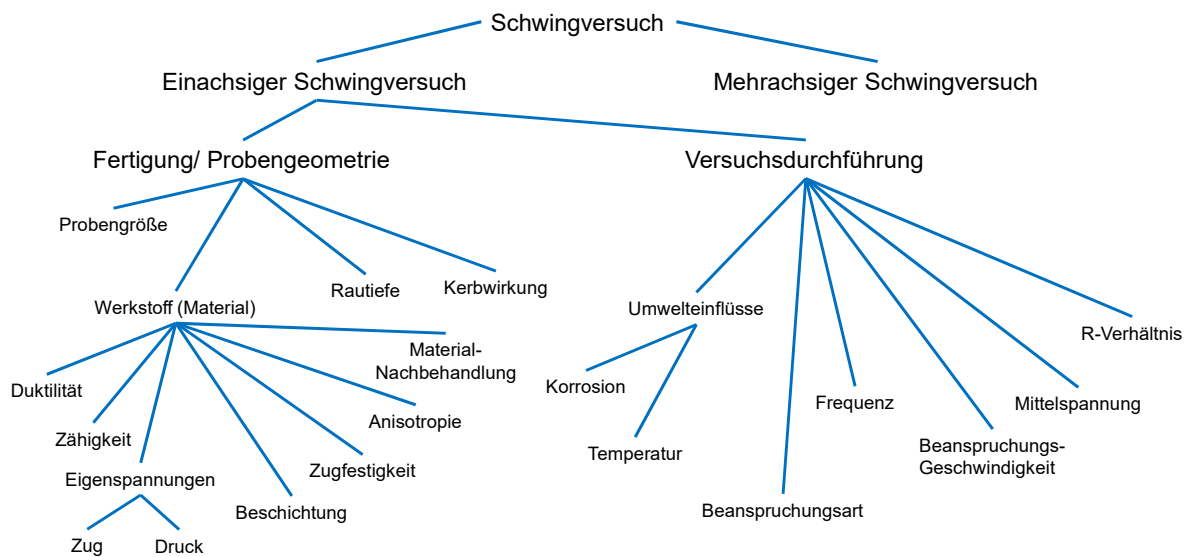 Schwingversuch
Einachsiger Schwingversuch
Mehrachsiger Schwingversuch
Fertigung/ Probengeometrie
Versuchsdurchführung
Probengröße
Werkstoff (Material)
Rautiefe
Kerbwirkung
Umwelteinflüsse
R-Verhältnis
Duktilität
Zähigkeit
Eigenspannungen
Zug
Druck
Beschichtung
Zugfestigkeit
Anisotropie
Material-
Nachbehandlung
Korrosion
Temperatur
Beanspruchungsart
Frequenz
Beanspruchungs-
Geschwindigkeit
Mittelspannung